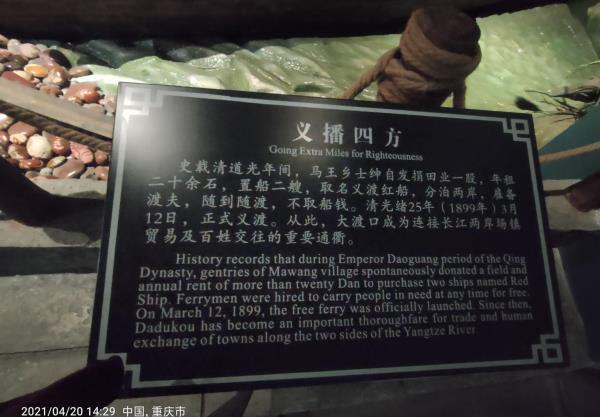 义播四方
Going Extra Miles for Righteousness
史载清道光年间，马王乡士绅自发捐田业一股，年租
二十余石，置船二艘，取名义渡红船，分泊两岸，雇备
渡夫，随到随渡，不取船钱。清光绪25年（1899年）3月
12日，正式义渡。从此，大渡口成为连接长江两岸场镇
贸易及百姓交往的重要通衢。
History records that during Emperor Daoguang period of the Qing
Dynasty, gentries of Mawang village spontaneously donated a field and
annual rent of more than twenty Dan to purchase two ships named Red
Ship. Ferrymen were hired to carry people in need at any time for free.
On March 12, 1899, the free ferry was officially launched. Since then,
Dadukou has become an important thoroughfare for trade and human
exchange of towns along the two sides of the Yangtze River.
2021/04/20 14:29 中国,重庆市